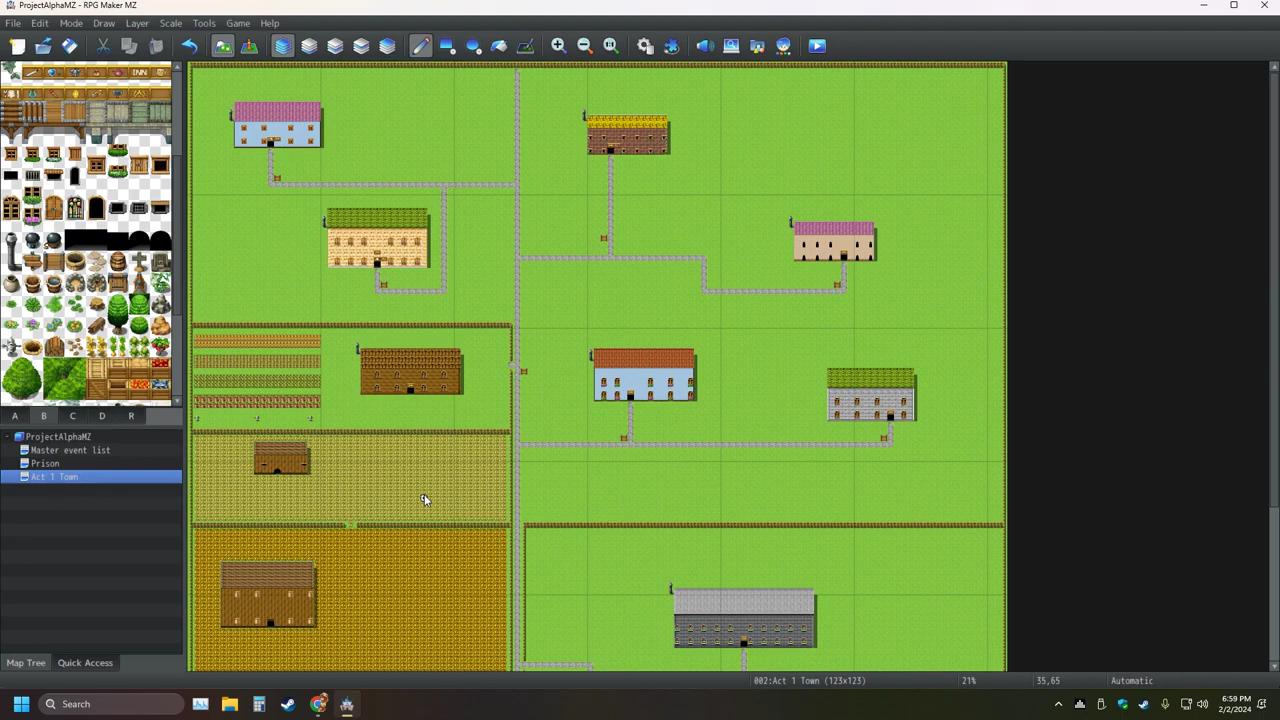 ProjectAlphaMZ - RPG Maker MZ
File Edit Mode Draw Layer Scale Tools Game Help
INN
A B C D R
ProjectAlphaMZ
Master event list
Prison
Act 1 Town
Map Tree Quick Access
002:Act 1 Town (123x123) 21% 35,65 Automatic
Search
6:59 PM
2/2/2024